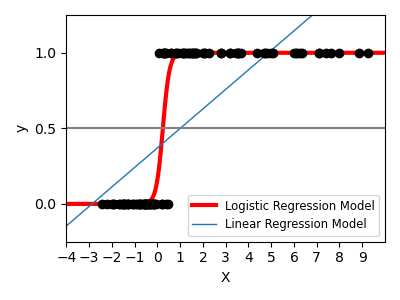 1.0
y
0.5
0.0
Logistic Regression Model
Linear Regression Model
−4 −3 −2 −1 0 1 2 3 4 5 6 7 8 9
X